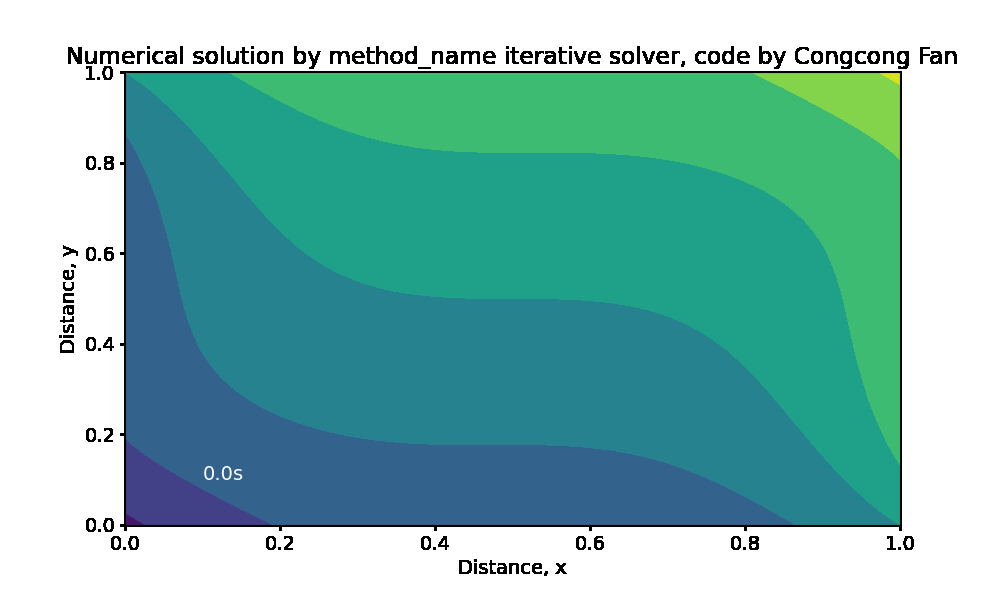 Numerical solution by method_name iterative solver, code by Congcong Fan
1.0
0.8
0.6
0.4
0.2
0.0
Distance, y
0.0s
0.0 0.2 0.4 0.6 0.8 1.0
Distance, x